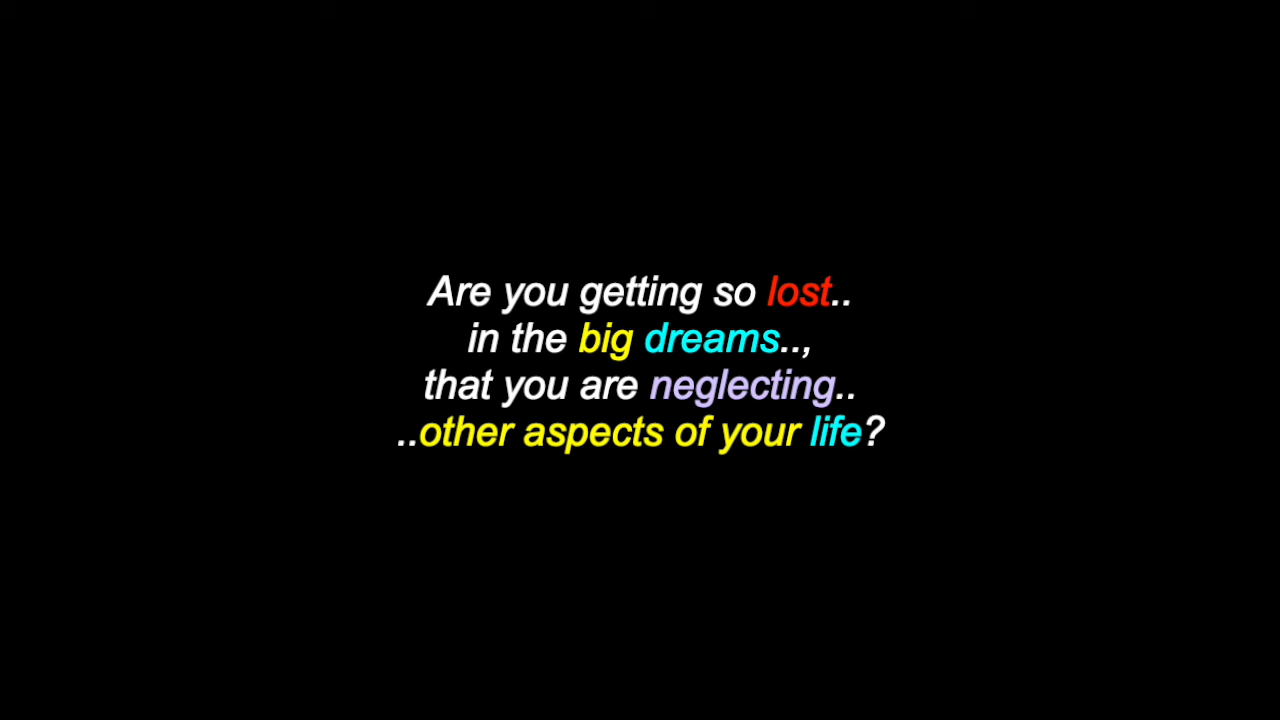 Are you getting so lost..
in the big dreams..,
that you are neglecting..
..other aspects of your life?